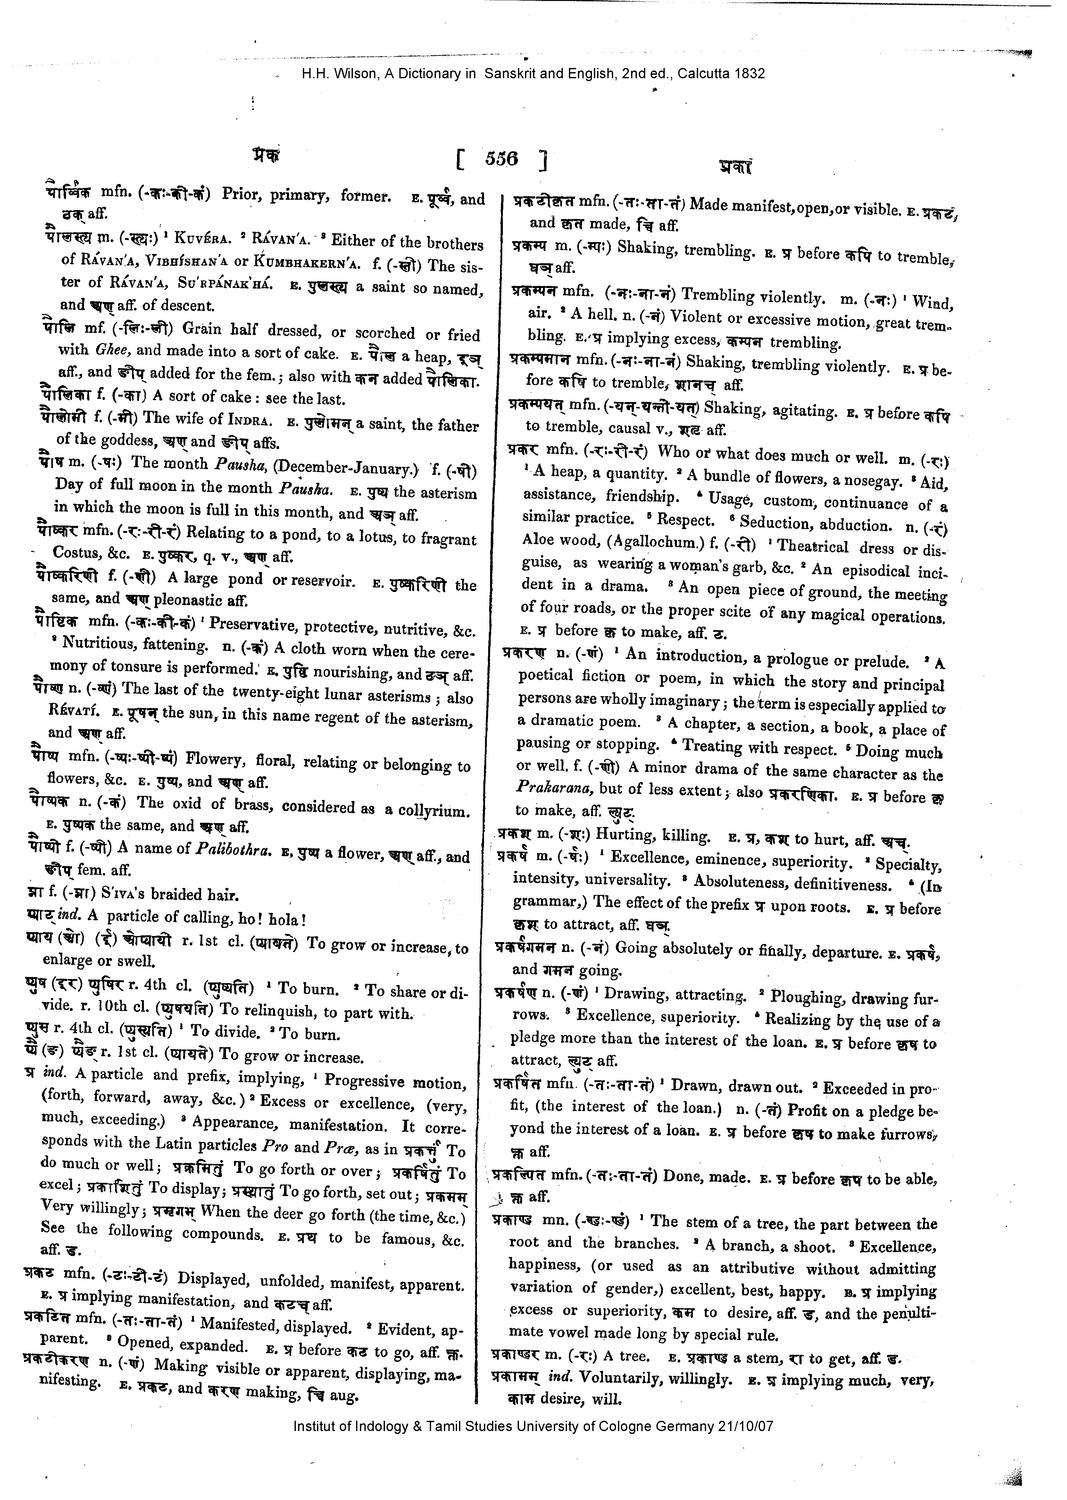 H.H. Wilson, A Dictionary in Sanskrit and English, 2nd ed., Calcutta 1832
प्रक
[ 556 ]
प्रका
पौर्व्विक mfn. (-कः-की-कं) Prior, primary, former. E. पूर्व्व, and
ठक् aff.
पौलस्त्य m. (-स्त्यः) ¹ KUVÉRA. ² RÁVAN'A. ³ Either of the brothers
of RÁVAN'A, VIBHÍSHAN'A or KUMBHAKERN'A. f. (-स्ती) The sis-
ter of RÁVAN'A, SU'RPÁNAK'HÁ. E. पुलस्त्य a saint so named,
and अण् aff. of descent.
पौलि mf. (-लिः-ली) Grain half dressed, or scorched or fried
with Ghee, and made into a sort of cake. E. पोल a heap, इञ्
aff., and ङीप् added for the fem.; also with कन added पौलिका.
पौलिका f. (-का) A sort of cake: see the last.
पौलोमी f. (-मी) The wife of INDRA. E. पुलोमन् a saint, the father
of the goddess, अण् and ङीप् affs.
पौष m. (-षः) The month Pausha, (December-January.) f. (-षी)
Day of full moon in the month Pausha. E. पुष्य the asterism
in which the moon is full in this month, and अञ् aff.
पौष्कर mfn. (-रः-री-रं) Relating to a pond, to a lotus, to fragrant
Costus, &c. E. पुष्कर, q. v., अण् aff.
पौष्करिणी f. (-णी) A large pond or reservoir. E. पुष्करिणी the
same, and अण् pleonastic aff.
पौष्टिक mfn. (-कः-की-कं) ¹ Preservative, protective, nutritive, &c.
² Nutritious, fattening. n. (-कं) A cloth worn when the cere-
mony of tonsure is performed. E. पुष्टि nourishing, and ठञ् aff.
पौष्ण n. (-ष्णं) The last of the twenty-eight lunar asterisms; also
RÉVATÍ. E. पूषन् the sun, in this name regent of the asterism,
and अण् aff.
पौष्प mfn. (-ष्पः-ष्पी-ष्पं) Flowery, floral, relating or belonging to
flowers, &c. E. पुष्प, and अण् aff.
पौष्पक n. (-कं) The oxid of brass, considered as a collyrium.
E. पुष्पक the same, and अण् aff.
पौष्पी f. (-ष्पी) A name of Palibothra. E. पुष्प a flower, अण् aff., and
ङीप् fem. aff.
प्ना f. (-प्ना) S'IVA's braided hair.
प्याट् ind. A particle of calling, ho! hola!
प्याय (ओ) (ई) ओप्यायी r. 1st cl. (प्यायते) To grow or increase, to
enlarge or swell.
प्युष (इर) प्युषिर r. 4th cl. (प्युष्यति) ¹ To burn. ² To share or di-
vide. r. 10th cl. (प्युषयति) To relinquish, to part with.
प्युस r. 4th cl. (प्युस्यति) ¹ To divide. ² To burn.
प्यै (ङ) प्यैङ् r. 1st cl. (प्यायते) To grow or increase.
प्र ind. A particle and prefix, implying, ¹ Progressive motion,
(forth, forward, away, &c.) ² Excess or excellence, (very,
much, exceeding.) ³ Appearance, manifestation. It corre-
sponds with the Latin particles Pro and Præ, as in प्रकर्त्तुं To
do much or well; प्रक्रमितुं To go forth or over; प्रकर्षितुं To
excel; प्रकाशितुं To display; प्रस्थातुं To go forth, set out; प्रकामम्
Very willingly; प्रमृगम् When the deer go forth (the time, &c.)
See the following compounds. E. प्रथ to be famous, &c.
aff. ड.
प्रकट mfn. (-टः-टी-टं) Displayed, unfolded, manifest, apparent.
E. प्र implying manifestation, and कटच् aff.
प्रकटित mfn. (-तः-ता-तं) ¹ Manifested, displayed. ² Evident, ap-
parent. ³ Opened, expanded. E. प्र before कट to go, aff. क्त.
प्रकटीकरण n. (-णं) Making visible or apparent, displaying, ma-
nifesting. E. प्रकट, and करण making, च्वि aug.
प्रकटीकृत mfn. (-तः-ता-तं) Made manifest, open, or visible. E. प्रकट,
and कृत made, च्वि aff.
प्रकम्प m. (-म्पः) Shaking, trembling. E. प्र before कपि to tremble,
घञ् aff.
प्रकम्पन mfn. (-नः-ना-नं) Trembling violently. m. (-नः) ¹ Wind,
air. ² A hell. n. (-नं) Violent or excessive motion, great trem-
bling. E. प्र implying excess, कम्पन trembling.
प्रकम्पमान mfn. (-नः-ना-नं) Shaking, trembling violently. E. प्र be-
fore कपि to tremble, शानच् aff.
प्रकम्पयत् mfn. (-यन्-यन्ती-यत्) Shaking, agitating. E. प्र before कपि
to tremble, causal v., शतृ aff.
प्रकर mfn. (-रः-री-रं) Who or what does much or well. m. (-रः)
¹ A heap, a quantity. ² A bundle of flowers, a nosegay. ³ Aid,
assistance, friendship. ⁴ Usage, custom, continuance of a
similar practice. ⁵ Respect. ⁶ Seduction, abduction. n. (-रं)
Aloe wood, (Agallochum.) f. (-री) ¹ Theatrical dress or dis-
guise, as wearing a woman's garb, &c. ² An episodical inci-
dent in a drama. ³ An open piece of ground, the meeting
of four roads, or the proper scite of any magical operations.
E. प्र before कृ to make, aff. ट.
प्रकरण n. (-णं) ¹ An introduction, a prologue or prelude. ² A
poetical fiction or poem, in which the story and principal
persons are wholly imaginary; the term is especially applied to
a dramatic poem. ³ A chapter, a section, a book, a place of
pausing or stopping. ⁴ Treating with respect. ⁵ Doing much
or well. f. (-णी) A minor drama of the same character as the
Prakarana, but of less extent; also प्रकरणिका. E. प्र before कृ
to make, aff. ल्युट्.
प्रकश m. (-शः) Hurting, killing. E. प्र, कश to hurt, aff. अच्.
प्रकर्ष m. (-र्षः) ¹ Excellence, eminence, superiority. ² Specialty,
intensity, universality. ³ Absoluteness, definitiveness. ⁴ (In
grammar,) The effect of the prefix प्र upon roots. E. प्र before
कृष to attract, aff. घञ्.
प्रकर्षगमन n. (-नं) Going absolutely or finally, departure. E. प्रकर्ष,
and गमन going.
प्रकर्षण n. (-णं) ¹ Drawing, attracting. ² Ploughing, drawing fur-
rows. ³ Excellence, superiority. ⁴ Realizing by the use of a
pledge more than the interest of the loan. E. प्र before कृष to
attract, ल्युट् aff.
प्रकर्षित mfn. (-तः-ता-तं) ¹ Drawn, drawn out. ² Exceeded in pro-
fit, (the interest of the loan.) n. (-तं) Profit on a pledge be-
yond the interest of a loan. E. प्र before कृष to make furrows,
क्त aff.
प्रकल्पित mfn. (-तः-ता-तं) Done, made. E. प्र before कृप to be able,
क्त aff.
प्रकाण्ड mn. (-ण्डः-ण्डं) ¹ The stem of a tree, the part between the
root and the branches. ² A branch, a shoot. ³ Excellence,
happiness, (or used as an attributive without admitting
variation of gender,) excellent, best, happy. E. प्र implying
excess or superiority, कम to desire, aff. ड, and the penulti-
mate vowel made long by special rule.
प्रकाण्डर m. (-रः) A tree. E. प्रकाण्ड a stem, रा to get, aff. ड.
प्रकामम् ind. Voluntarily, willingly. E. प्र implying much, very,
काम desire, will.
Institut of Indology & Tamil Studies University of Cologne Germany 21/10/07